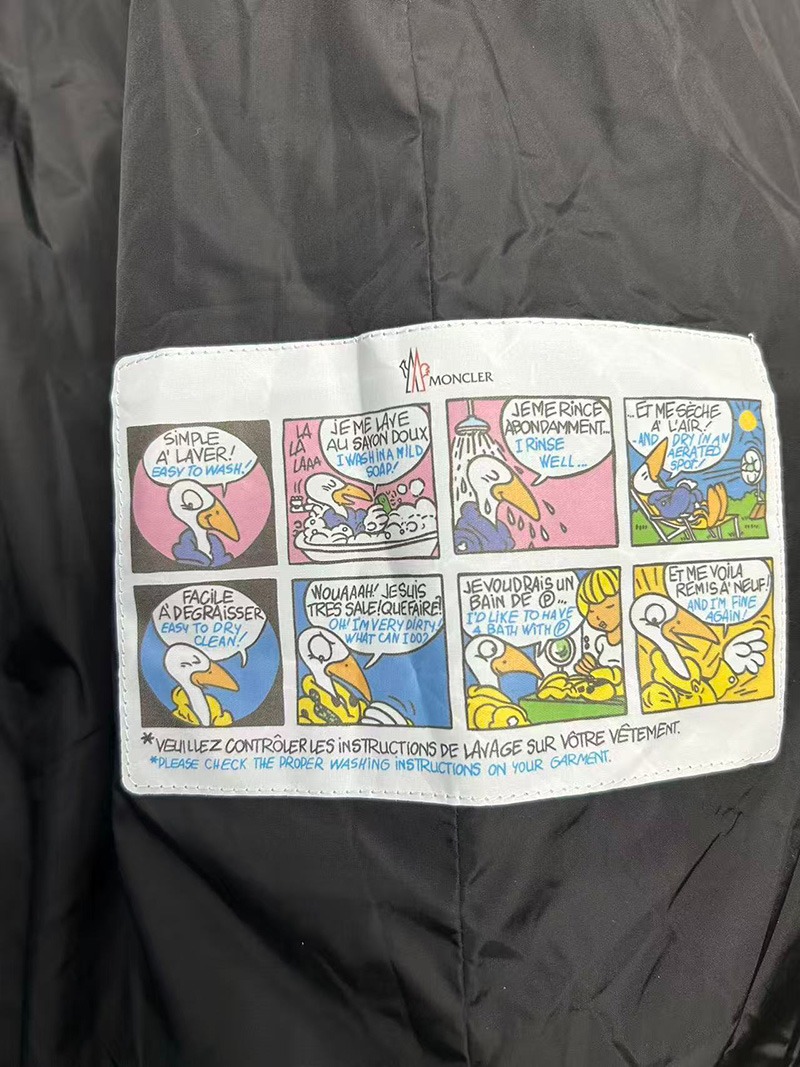 MONCLER
SIMPLE
A' LAVER!
EASY TO WASH!
LA
LA
LAAA
JE ME LAVE
AU SAVON DOUX
I WASH IN A MILD
SOAP!
JE ME RINCE
ABONDAMMENT...
I RINSE
WELL...
...ET ME SÈCHE
A' L'AIR!
-AND DRY IN AN
AERATED
SPOT!
FACILE
A' DEGRAISSER
EASY TO DRY
CLEAN!
WOUAAAH! JE SUIS
TRES SALE! QUE FAIRE?
OH! I'M VERY DIRTY!
WHAT CAN I DO?
JE VOUDRAIS UN
BAIN DE Ⓟ...
I'D LIKE TO HAVE
A BATH WITH Ⓟ
ET ME VOILA
REMIS A' NEUF!
AND I'M FINE
AGAIN!
*VEUILLEZ CONTRÔLER LES INSTRUCTIONS DE LAVAGE SUR VÔTRE VÊTEMENT.
*PLEASE CHECK THE PROPER WASHING INSTRUCTIONS ON YOUR GARMENT.